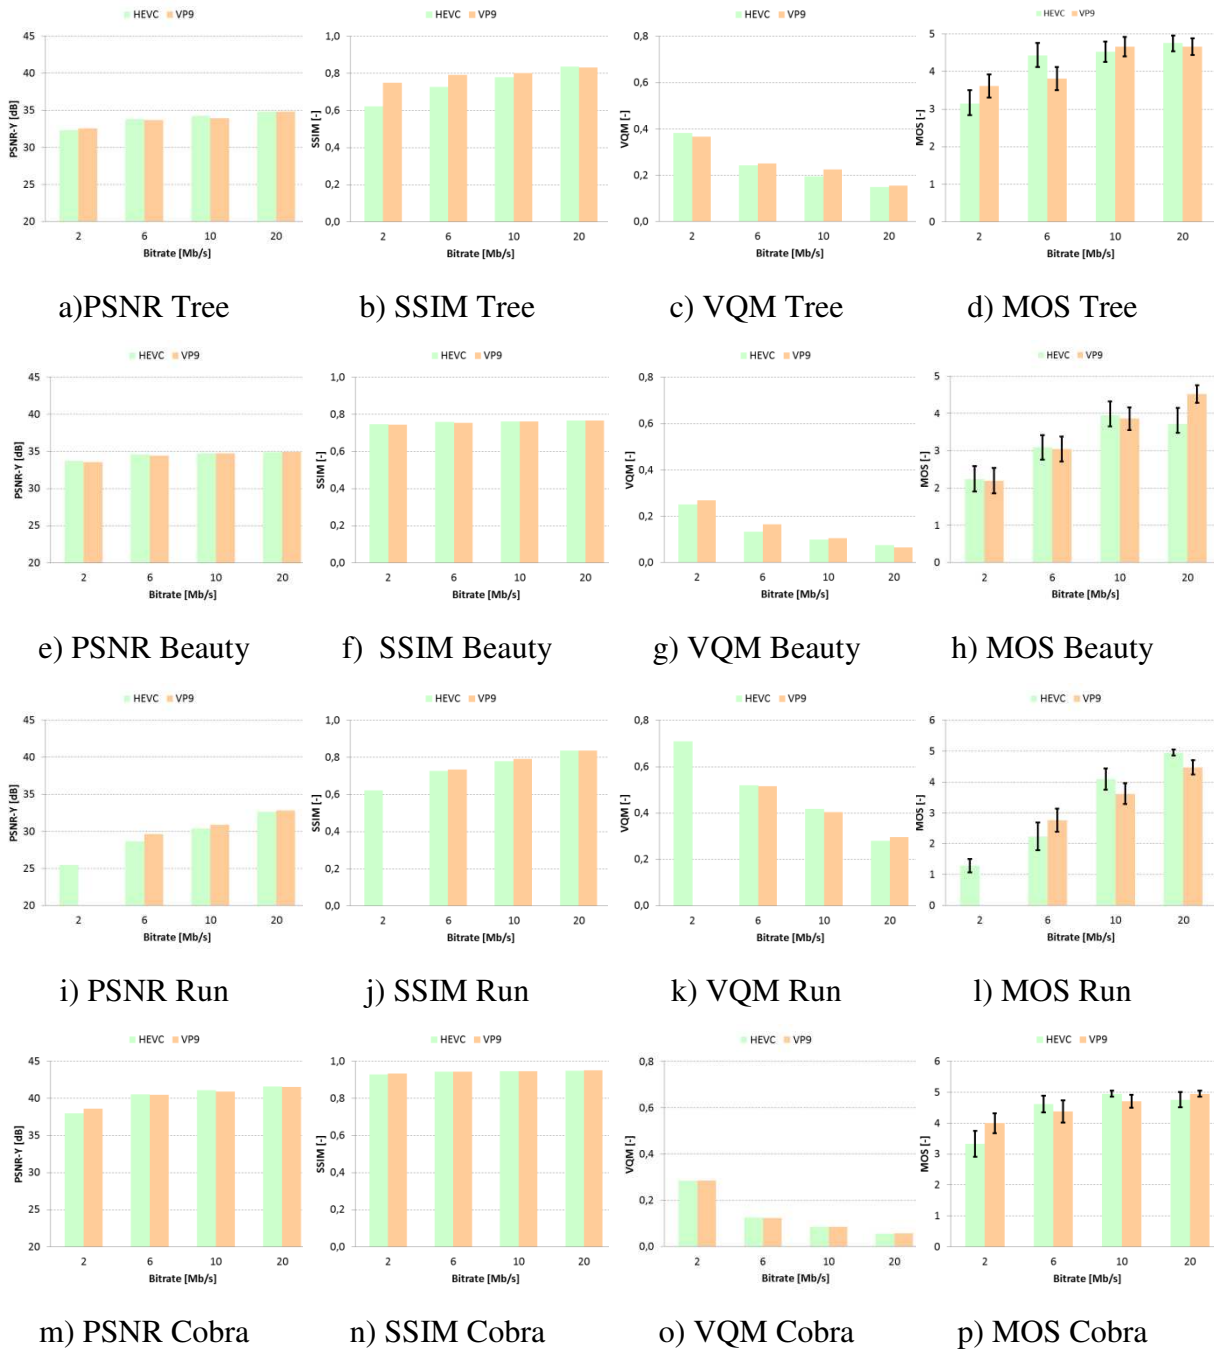 HEVC VP9 HEVC VP9 HEVC VP9 HEVC VP9
PSNR-Y [dB]
45
40
35
30
25
20
2 6 10 20
Bitrate [Mb/s]
SSIM [-]
1,0
0,8
0,6
0,4
0,2
0,0
2 6 10 20
Bitrate [Mb/s]
VQM [-]
0,8
0,6
0,4
0,2
0,0
2 6 10 20
Bitrate [Mb/s]
MOS [-]
5
4
3
2
1
0
2 6 10 20
Bitrate [Mb/s]
a)PSNR Tree b) SSIM Tree c) VQM Tree d) MOS Tree
HEVC VP9 HEVC VP9 HEVC VP9 HEVC VP9
PSNR-Y [dB]
45
40
35
30
25
20
2 6 10 20
Bitrate [Mb/s]
SSIM [-]
1,0
0,8
0,6
0,4
0,2
0,0
2 6 10 20
Bitrate [Mb/s]
VQM [-]
0,8
0,6
0,4
0,2
0,0
2 6 10 20
Bitrate [Mb/s]
MOS [-]
5
4
3
2
1
0
2 6 10 20
Bitrate [Mb/s]
e) PSNR Beauty f) SSIM Beauty g) VQM Beauty h) MOS Beauty
HEVC VP9 HEVC VP9 HEVC VP9 HEVC VP9
PSNR-Y [dB]
45
40
35
30
25
20
2 6 10 20
Bitrate [Mb/s]
SSIM [-]
1,0
0,8
0,6
0,4
0,2
0,0
2 6 10 20
Bitrate [Mb/s]
VQM [-]
0,8
0,6
0,4
0,2
0,0
2 6 10 20
Bitrate [Mb/s]
MOS [-]
6
5
4
3
2
1
0
2 6 10 20
Bitrate [Mb/s]
i) PSNR Run j) SSIM Run k) VQM Run l) MOS Run
HEVC VP9 HEVC VP9 HEVC VP9 HEVC VP9
PSNR-Y [dB]
45
40
35
30
25
20
2 6 10 20
Bitrate [Mb/s]
SSIM [-]
1,0
0,8
0,6
0,4
0,2
0,0
2 6 10 20
Bitrate [Mb/s]
VQM [-]
0,8
0,6
0,4
0,2
0,0
2 6 10 20
Bitrate [Mb/s]
MOS [-]
6
5
4
3
2
1
0
2 6 10 20
Bitrate [Mb/s]
m) PSNR Cobra n) SSIM Cobra o) VQM Cobra p) MOS Cobra